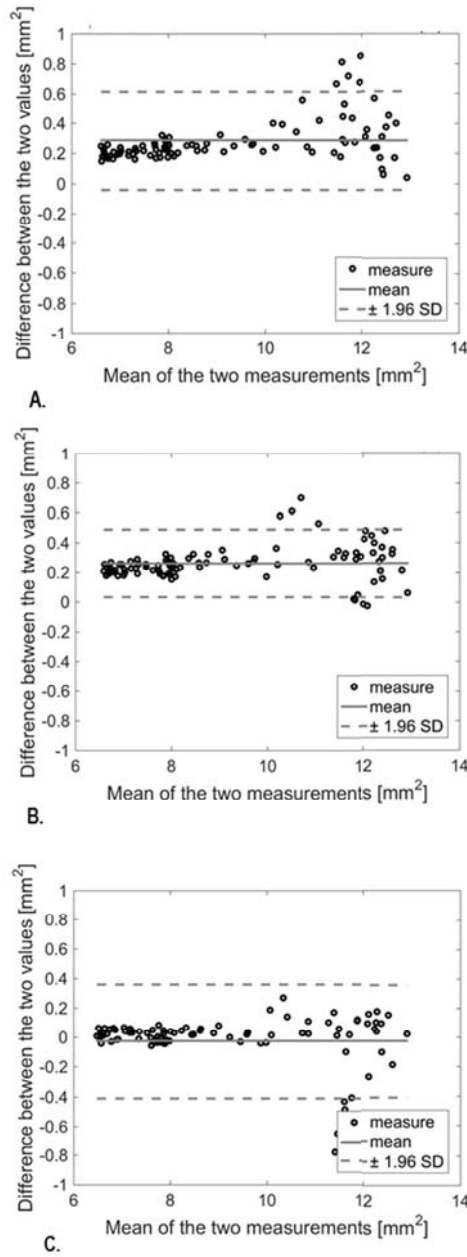 1
0.8
0.6
0.4
0.2
0
-0.2
-0.4
-0.6
-0.8
-1
6 8 10 12 14
Difference between the two values [mm²]
Mean of the two measurements [mm²]
measure
mean
± 1.96 SD
A.
1
0.8
0.6
0.4
0.2
0
-0.2
-0.4
-0.6
-0.8
-1
6 8 10 12 14
Difference between the two values [mm²]
Mean of the two measurements [mm²]
measure
mean
± 1.96 SD
B.
1
0.8
0.6
0.4
0.2
0
-0.2
-0.4
-0.6
-0.8
-1
6 8 10 12 14
Difference between the two values [mm²]
Mean of the two measurements [mm²]
measure
mean
± 1.96 SD
C.